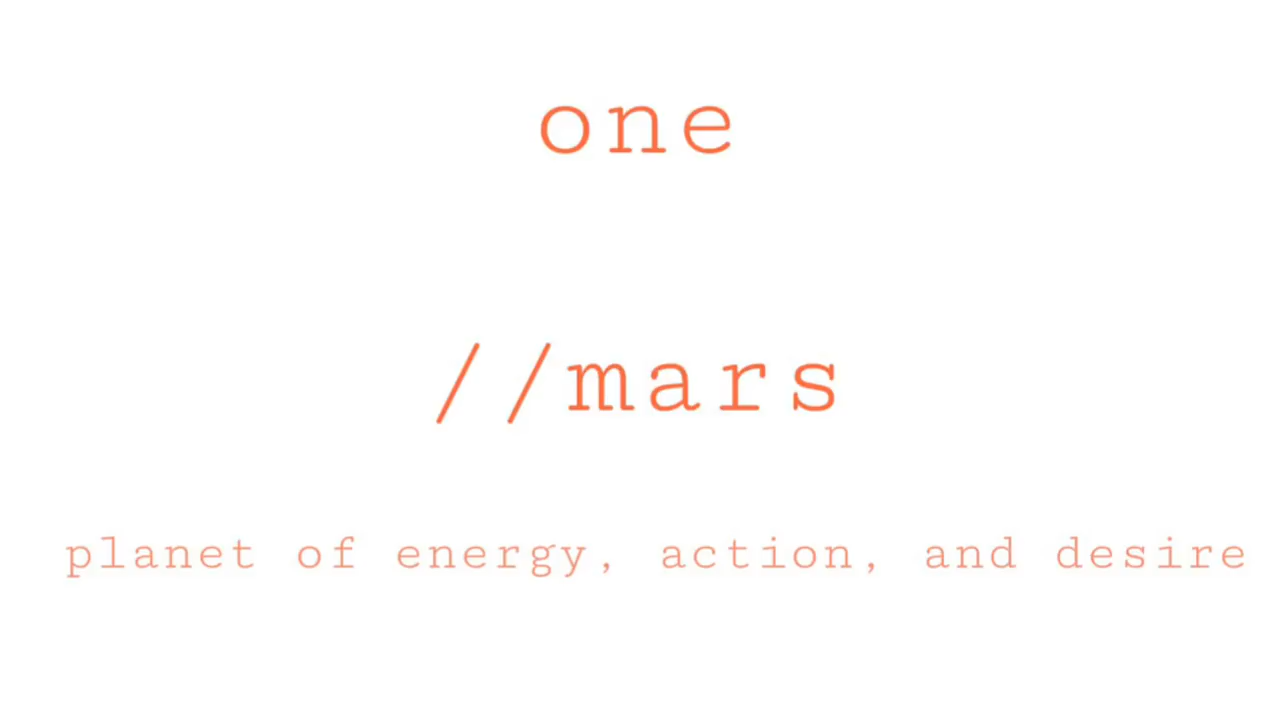 one
//mars
planet of energy, action, and desire